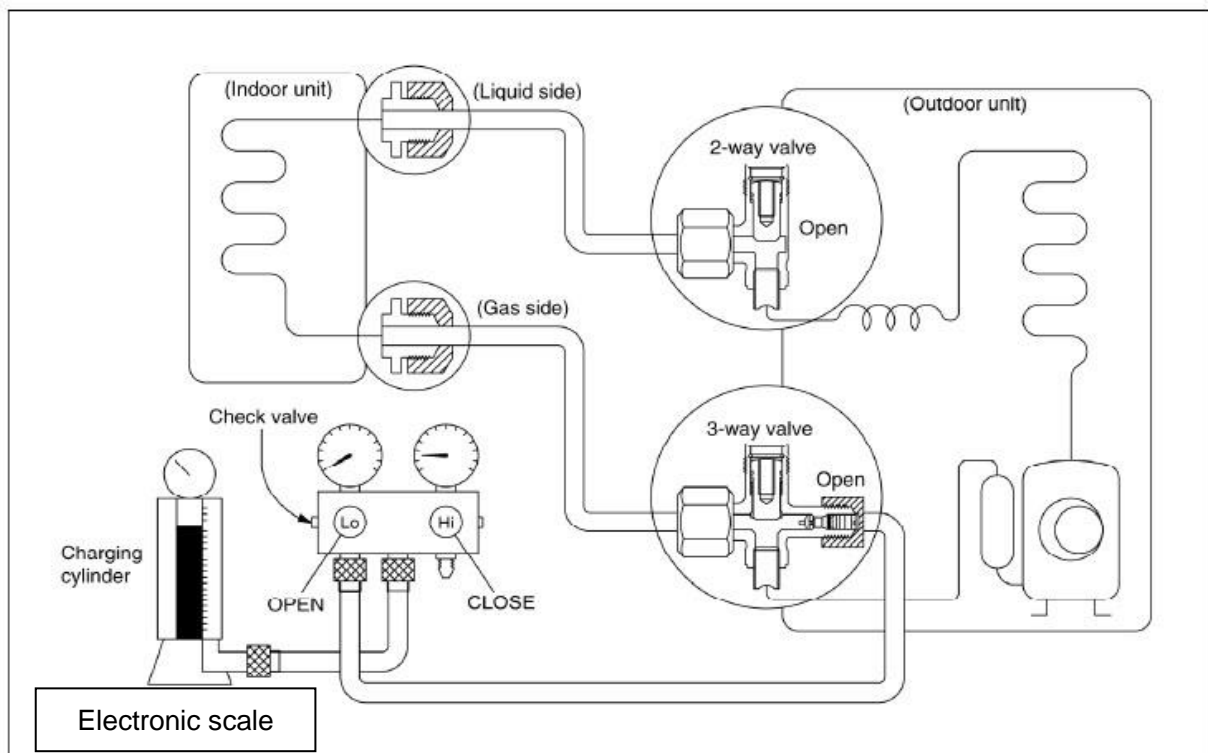 (Indoor unit)
(Liquid side)
(Outdoor unit)
2-way valve
Open
(Gas side)
Check valve
3-way valve
Open
Lo
Hi
Charging
cylinder
OPEN
CLOSE
Electronic scale